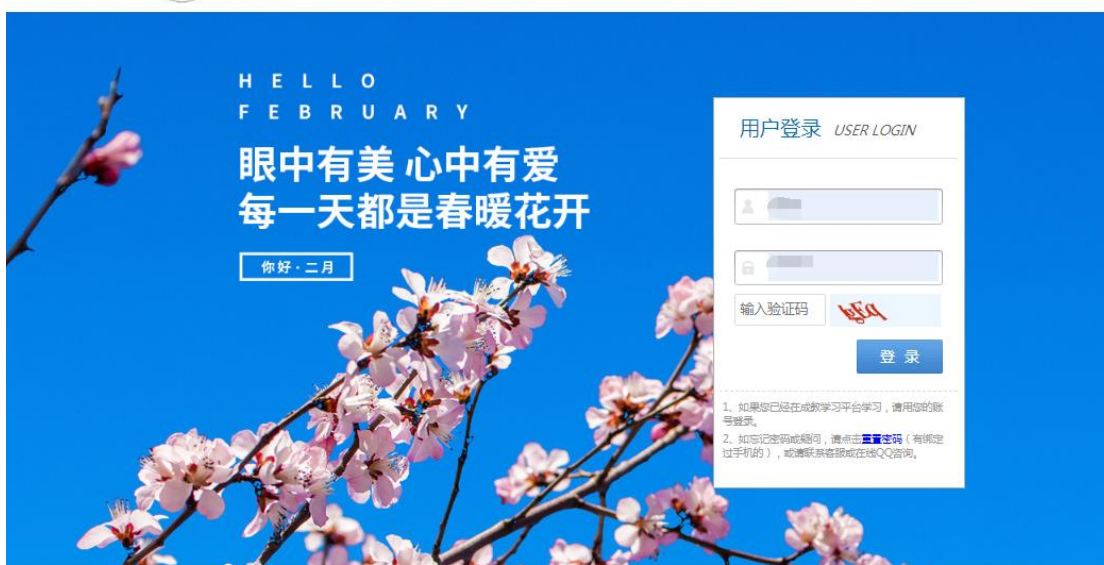 HELLO
FEBRUARY
眼中有美 心中有爱
每一天都是春暖花开
你好·二月
用户登录 USER LOGIN
输入验证码
登 录
1、如果您已经在成教学习平台学习，请用您的账
号登录。
2、如忘记密码或疑问，请点击重置密码（有绑定
过手机的），或请联系客服或在线QQ咨询。